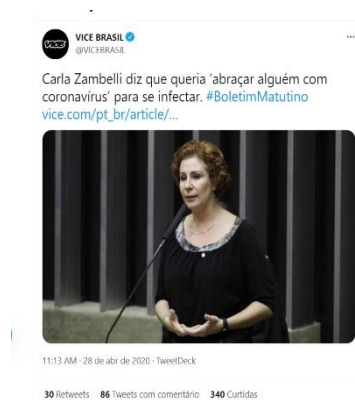 VICE
VICE BRASIL
@VICEBRASIL
Carla Zambelli diz que queria 'abraçar alguém com
coronavírus' para se infectar. #BoletimMatutino
vice.com/pt_br/article/...
11:13 AM · 28 de abr de 2020 · TweetDeck
30 Retweets 86 Tweets com comentário 340 Curtidas